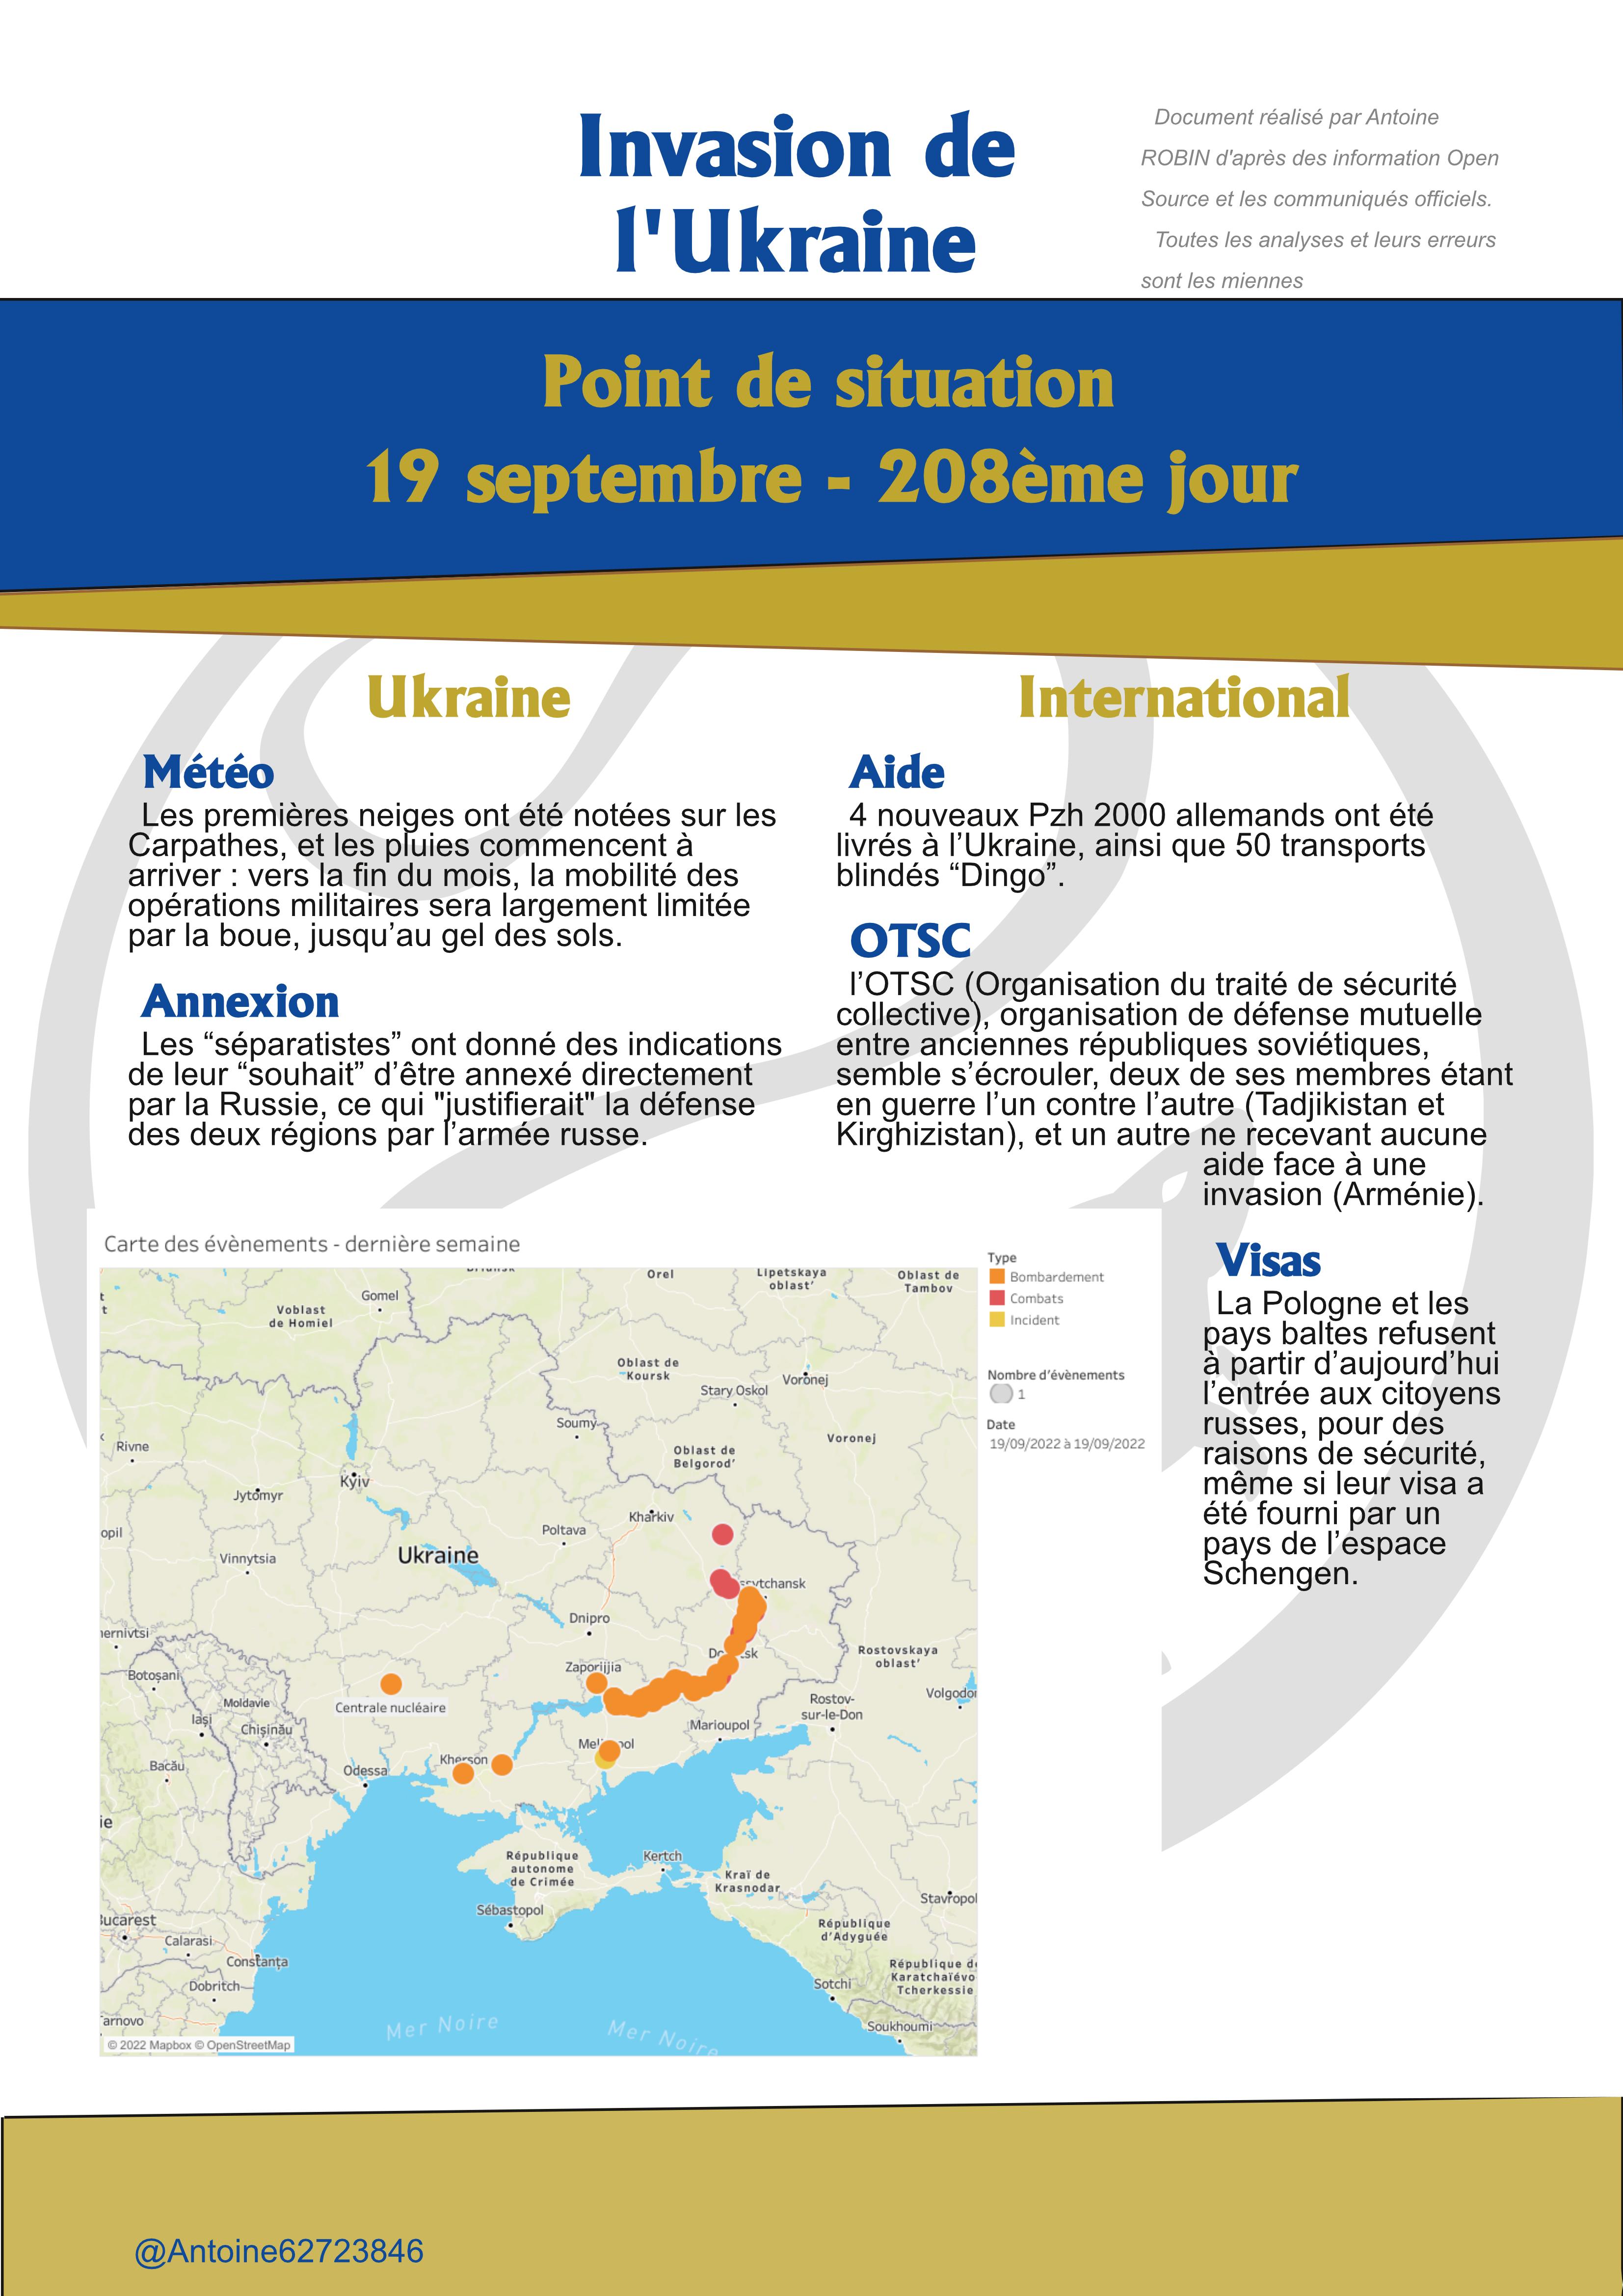 Invasion de
l'Ukraine
Document réalisé par Antoine
ROBIN d'après des information Open
Source et les communiqués officiels.
Toutes les analyses et leurs erreurs
sont les miennes
Point de situation
19 septembre - 208ème jour
Ukraine
Météo
Les premières neiges ont été notées sur les
Carpathes, et les pluies commencent à
arriver : vers la fin du mois, la mobilité des
opérations militaires sera largement limitée
par la boue, jusqu’au gel des sols.
Annexion
Les “séparatistes” ont donné des indications
de leur “souhait” d’être annexé directement
par la Russie, ce qui "justifierait" la défense
des deux régions par l’armée russe.
International
Aide
4 nouveaux Pzh 2000 allemands ont été
livrés à l’Ukraine, ainsi que 50 transports
blindés “Dingo”.
OTSC
l’OTSC (Organisation du traité de sécurité
collective), organisation de défense mutuelle
entre anciennes républiques soviétiques,
semble s’écrouler, deux de ses membres étant
en guerre l’un contre l’autre (Tadjikistan et
Kirghizistan), et un autre ne recevant aucune
aide face à une
invasion (Arménie).
Visas
La Pologne et les
pays baltes refusent
à partir d’aujourd’hui
l’entrée aux citoyens
russes, pour des
raisons de sécurité,
même si leur visa a
été fourni par un
pays de l’espace
Schengen.
Carte des évènements - dernière semaine
Type
Bombardement
Combats
Incident
Nombre d'évènements
1
Date
19/09/2022 à 19/09/2022
Orel
Lipetskaya
oblast'
Oblast de
Tambov
Gomel
Voblast
de Homiel
Oblast de
Koursk
Stary Oskol
Voronej
Soumy
Voronej
Rivne
Oblast de
Belgorod'
Kyiv
Jytomyr
Kharkiv
opil
Poltava
Vinnytsia
Ukraine
ssytchansk
Dnipro
ernivtsi
Rostovskaya
oblast'
Botoșani
Zaporijjia
Centrale nucléaire
Moldavie
Rostov-
sur-le-Don
Volgodon
Iași
Chișinău
Marioupol
Bacău
Kherson
Odessa
ie
République
autonome
de Crimée
Kertch
Kraï de
Krasnodar
Stavropol
Sébastopol
Bucarest
République
d'Adyguée
Calarasi
Constanța
République de
Karatchaïévo
Tcherkessie
Dobritch
Sotchi
arnovo
Mer Noire
Mer Noire
Soukhoumi
© 2022 Mapbox © OpenStreetMap
@Antoine62723846